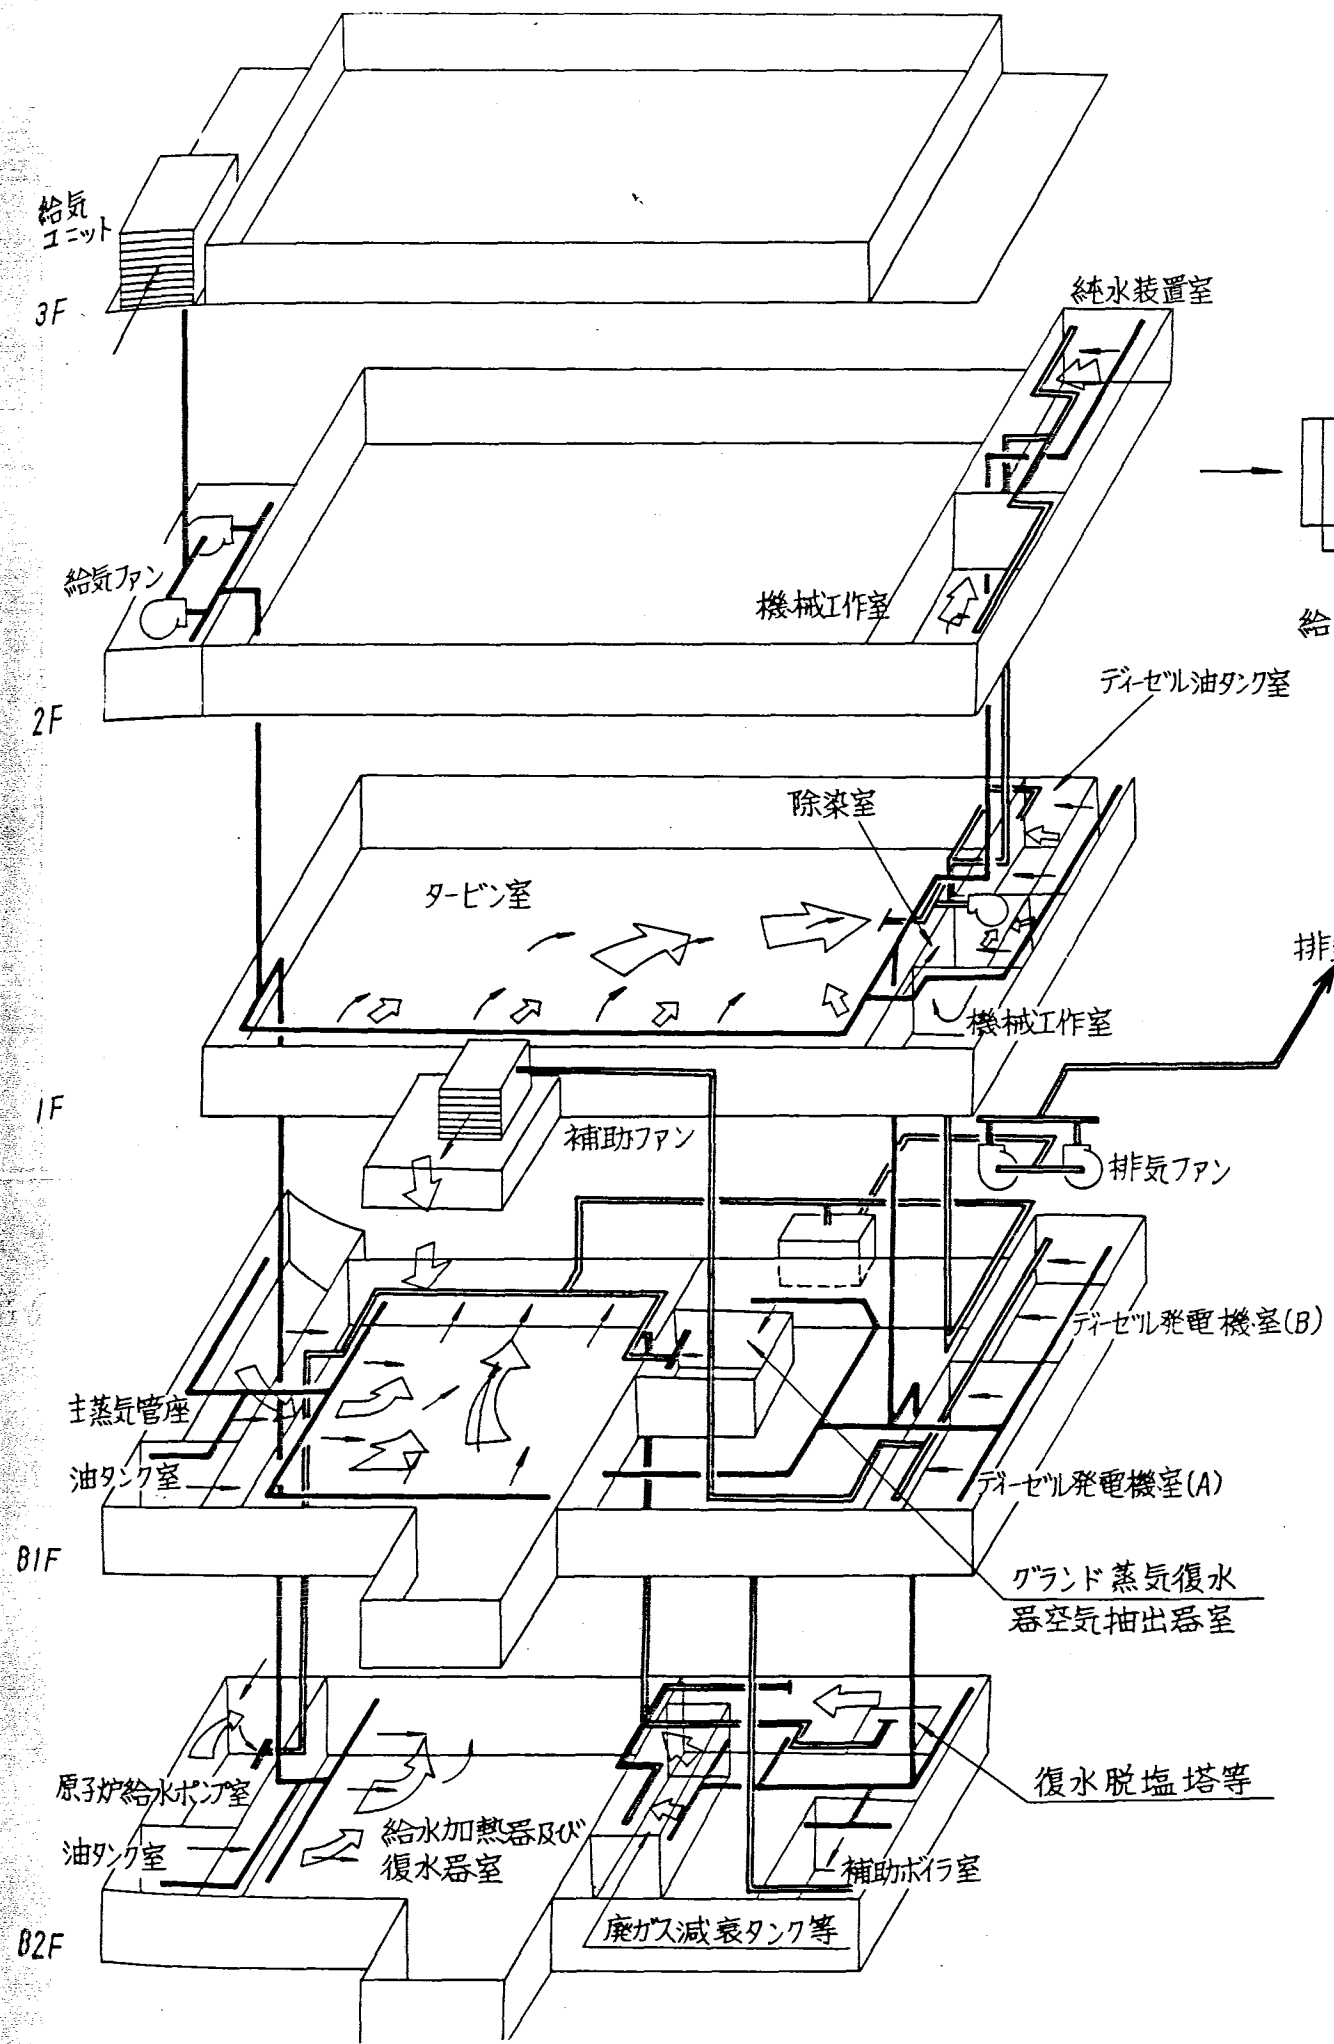 給気
ユニット
3F
純水装置室
給気ファン
機械工作室
給
2F
ディーゼル油タンク室
除染室
タービン室
排
機械工作室
1F
補助ファン
排気ファン
ディーゼル発電機室(B)
主蒸気管座
油タンク室
ディーゼル発電機室(A)
B1F
グランド蒸気復水
器空気抽出器室
原子炉給水ポンプ室
復水脱塩塔等
油タンク室
給水加熱器及び
復水器室
補助ボイラ室
廃ガス減衰タンク等
B2F